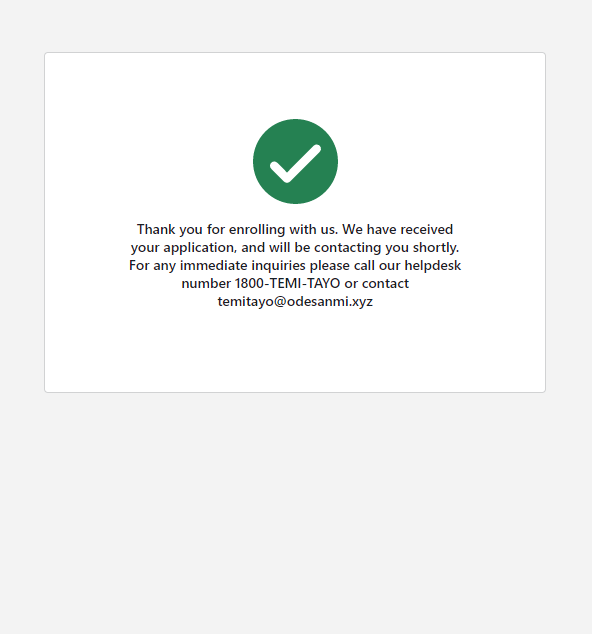 Thank you for enrolling with us. We have received
your application, and will be contacting you shortly.
For any immediate inquiries please call our helpdesk
number 1800-TEMI-TAYO or contact
temitayo@odesanmi.xyz